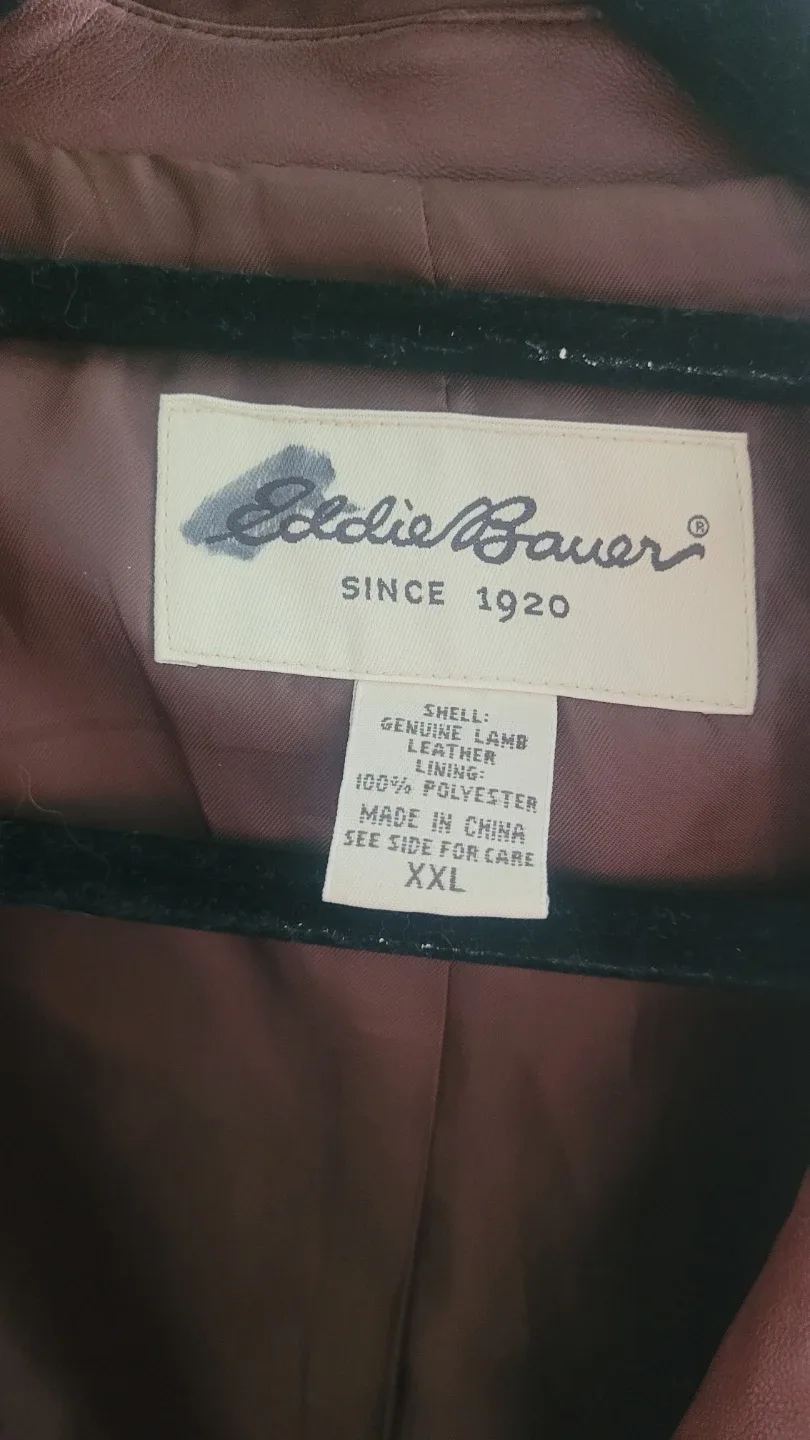 Eddie Bauer ®
SINCE 1920
SHELL:
GENUINE LAMB
LEATHER
LINING:
100% POLYESTER
MADE IN CHINA
SEE SIDE FOR CARE
XXL